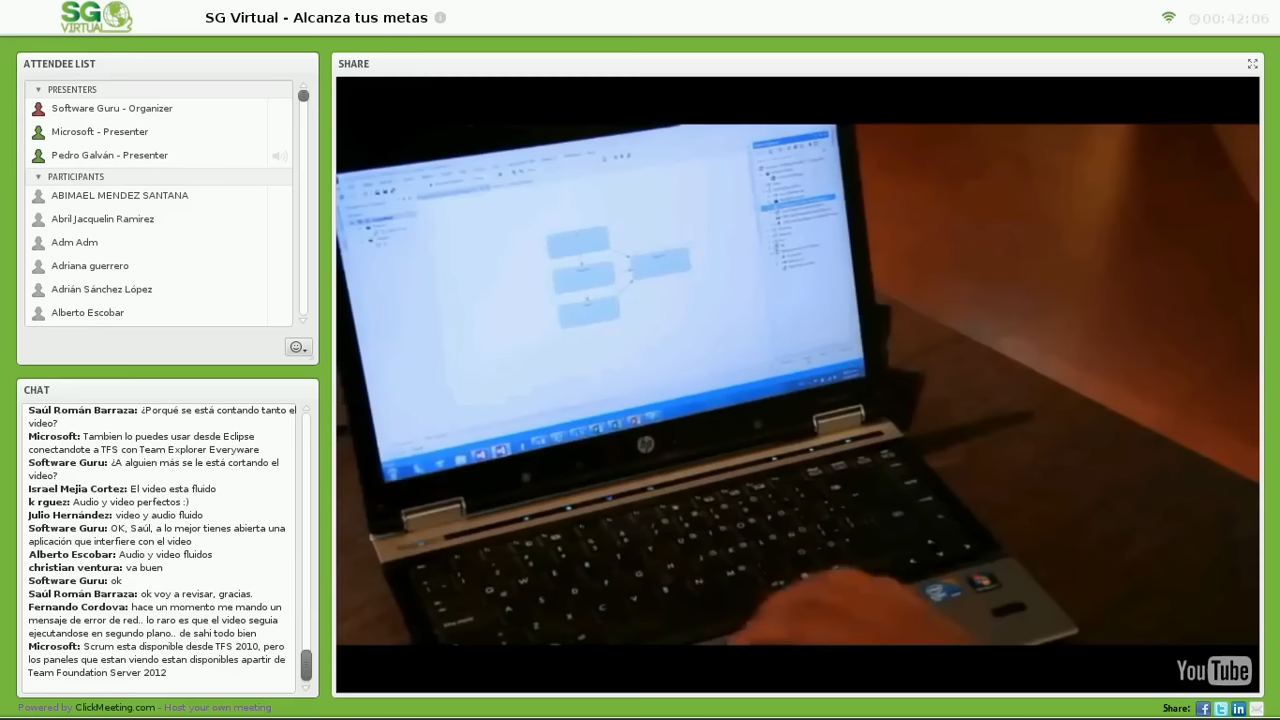 SG
VIRTUAL
SG Virtual - Alcanza tus metas
00:42:06
ATTENDEE LIST
PRESENTERS
Software Guru - Organizer
Microsoft - Presenter
Pedro Galván - Presenter
PARTICIPANTS
ABIMAEL MENDEZ SANTANA
Abril Jacquelin Ramirez
Adm Adm
Adriana guerrero
Adrián Sánchez López
Alberto Escobar
CHAT
Saúl Román Barraza: ¿Porqué se está contando tanto el
video?
Microsoft: Tambien lo puedes usar desde Eclipse
conectandote a TFS con Team Explorer Everyware
Software Guru: ¿A alguien más se le está cortando el
video?
Israel Mejia Cortez: El video esta fluido
k rguez: Audio y video perfectos :)
Julio Hernández: video y audio fluido
Software Guru: OK, Saúl, a lo mejor tienes abierta una
aplicación que interfiere con el video
Alberto Escobar: Audio y video fluidos
christian ventura: va buen
Software Guru: ok
Saúl Román Barraza: ok voy a revisar, gracias.
Fernando Cordova: hace un momento me mando un
mensaje de error de red.. lo raro es que el video seguia
ejecutandose en segundo plano.. de sahi todo bien
Microsoft: Scrum esta disponible desde TFS 2010, pero
los paneles que estan viendo estan disponibles apartir de
Team Foundation Server 2012
SHARE
hp
YouTube
Powered by ClickMeeting.com - Host your own meeting
Share: